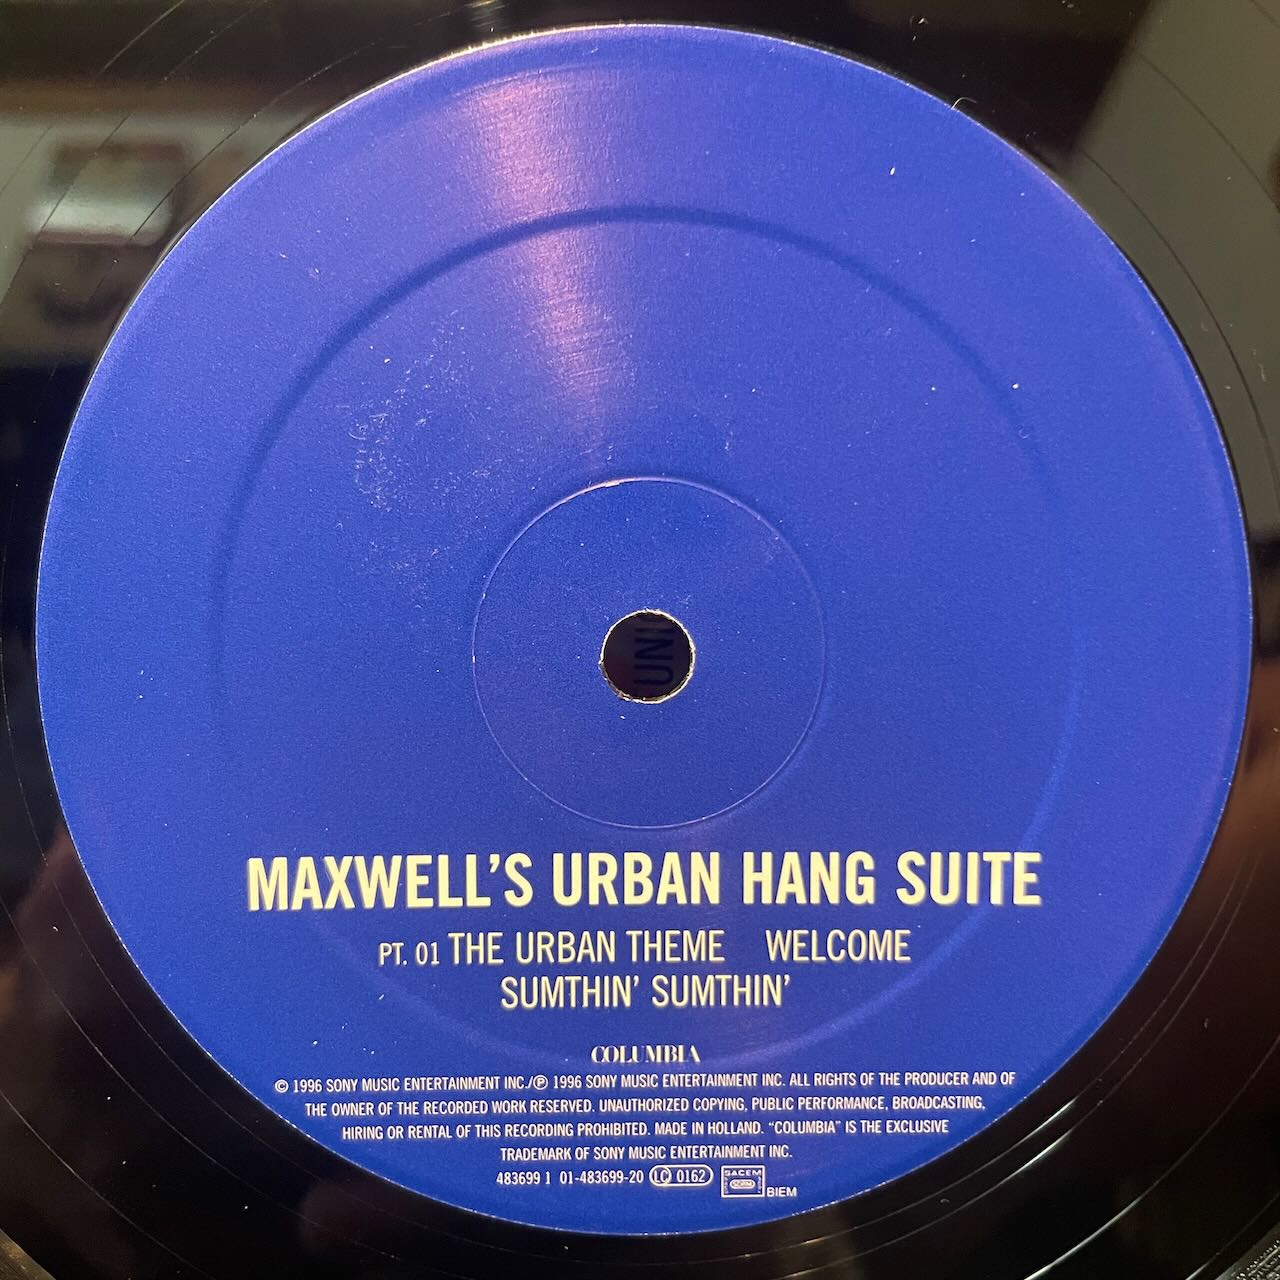 UNI
MAXWELL'S URBAN HANG SUITE
PT. 01 THE URBAN THEME WELCOME
SUMTHIN' SUMTHIN'
COLUMBIA
© 1996 SONY MUSIC ENTERTAINMENT INC./℗ 1996 SONY MUSIC ENTERTAINMENT INC. ALL RIGHTS OF THE PRODUCER AND OF
THE OWNER OF THE RECORDED WORK RESERVED. UNAUTHORIZED COPYING, PUBLIC PERFORMANCE, BROADCASTING,
HIRING OR RENTAL OF THIS RECORDING PROHIBITED. MADE IN HOLLAND. "COLUMBIA" IS THE EXCLUSIVE
TRADEMARK OF SONY MUSIC ENTERTAINMENT INC.
483699 1 01-483699-20 LC 0162 SACEM SDRM BIEM